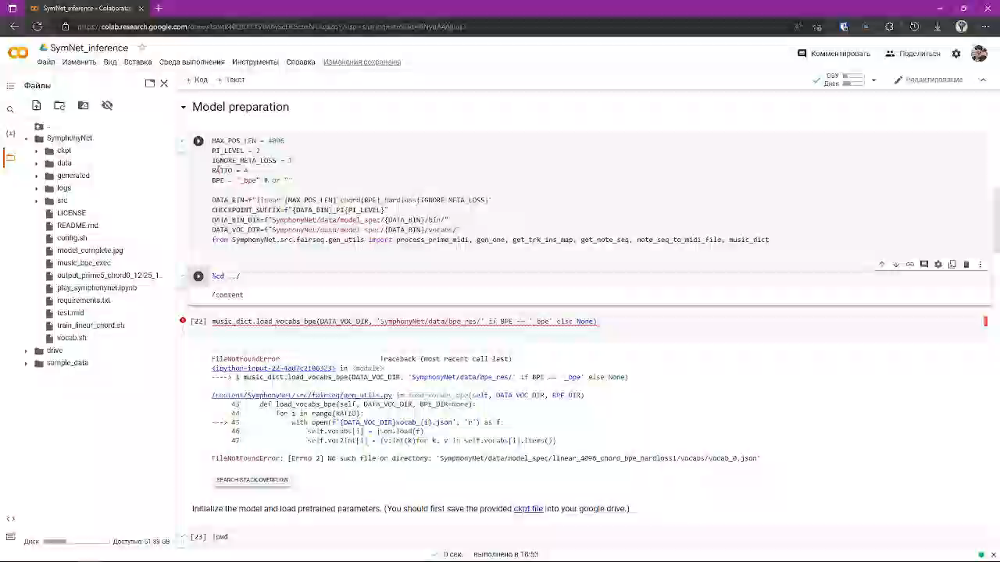 SymNet_inference - Colaborato
SymNet_inference
Файл Изменить Вид Вставка Среда выполнения Инструменты Справка Изменения сохранены
Комментировать Поделиться
Файлы
+ Код + Текст
ОЗУ
Диск
Редактирование
..
SymphonyNet
ckpt
data
generated
logs
src
LICENSE
README.md
config.sh
model_complete.jpg
music_bpe_exec
output_prime5_chord0_12-25_1...
play_symphonynet.ipynb
requirements.txt
test.mid
train_linear_chord.sh
vocab.sh
drive
sample_data
Диск
Доступно: 51.89 GB
Model preparation
MAX_POS_LEN = 4096
PI_LEVEL = 2
IGNORE_META_LOSS = 1
RATIO = 4
BPE = "_bpe" # or ""
DATA_BIN=f"linear_{MAX_POS_LEN}_chord{BPE}_hardloss{IGNORE_META_LOSS}"
CHECKPOINT_SUFFIX=f"{DATA_BIN}_PI{PI_LEVEL}"
DATA_BIN_DIR=f"SymphonyNet/data/model_spec/{DATA_BIN}/bin/"
DATA_VOC_DIR=f"SymphonyNet/data/model_spec/{DATA_BIN}/vocabs/"
from SymphonyNet.src.fairseq.gen_utils import process_prime_midi, gen_one, get_trk_ins_map, get_note_seq, note_seq_to_midi_file, music_dict
%cd ../
/content
[22] music_dict.load_vocabs_bpe(DATA_VOC_DIR, 'SymphonyNet/data/bpe_res/' if BPE == '_bpe' else None)
FileNotFoundError Traceback (most recent call last)
<ipython-input-22-4a87c2106323> in <module>
----> 1 music_dict.load_vocabs_bpe(DATA_VOC_DIR, 'SymphonyNet/data/bpe_res/' if BPE == '_bpe' else None)
/content/SymphonyNet/src/fairseq/gen_utils.py in load_vocabs_bpe(self, DATA_VOC_DIR, BPE_DIR)
43 def load_vocabs_bpe(self, DATA_VOC_DIR, BPE_DIR=None):
44 for i in range(RATIO):
---> 45 with open(f'{DATA_VOC_DIR}vocab_{i}.json', 'r') as f:
46 self.vocabs[i] = json.load(f)
47 self.voc2int[i] = {v:int(k)for k, v in self.vocabs[i].items()}
FileNotFoundError: [Errno 2] No such file or directory: 'SymphonyNet/data/model_spec/linear_4096_chord_bpe_hardloss1/vocabs/vocab_0.json'
SEARCH STACK OVERFLOW
Initialize the model and load pretrained parameters. (You should first save the provided ckpt file into your google drive.)
[23] !pwd
0 сек. выполнено в 18:53